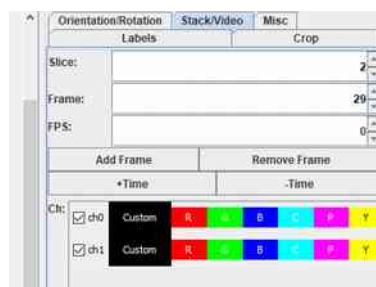 Orientation/Rotation Stack/Video Misc
Labels Crop
Slice: 2
Frame: 29
FPS: 0
Add Frame Remove Frame
+Time -Time
Ch: ch0 Custom R G B C P Y
ch1 Custom R G B C P Y